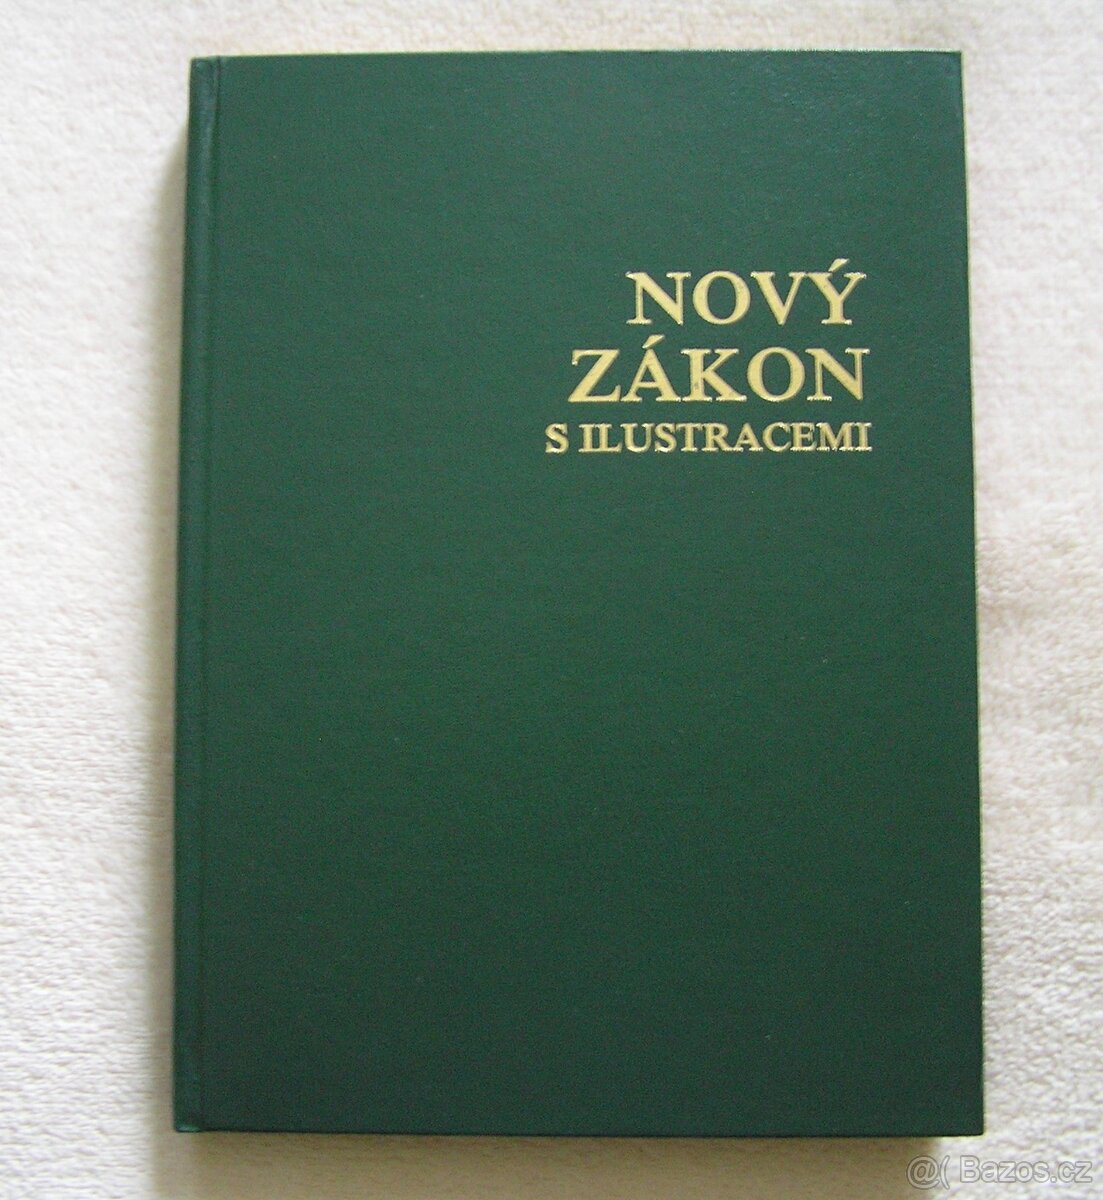 NOVÝ
ZÁKON
S ILUSTRACEMI
@( Bazos.cz